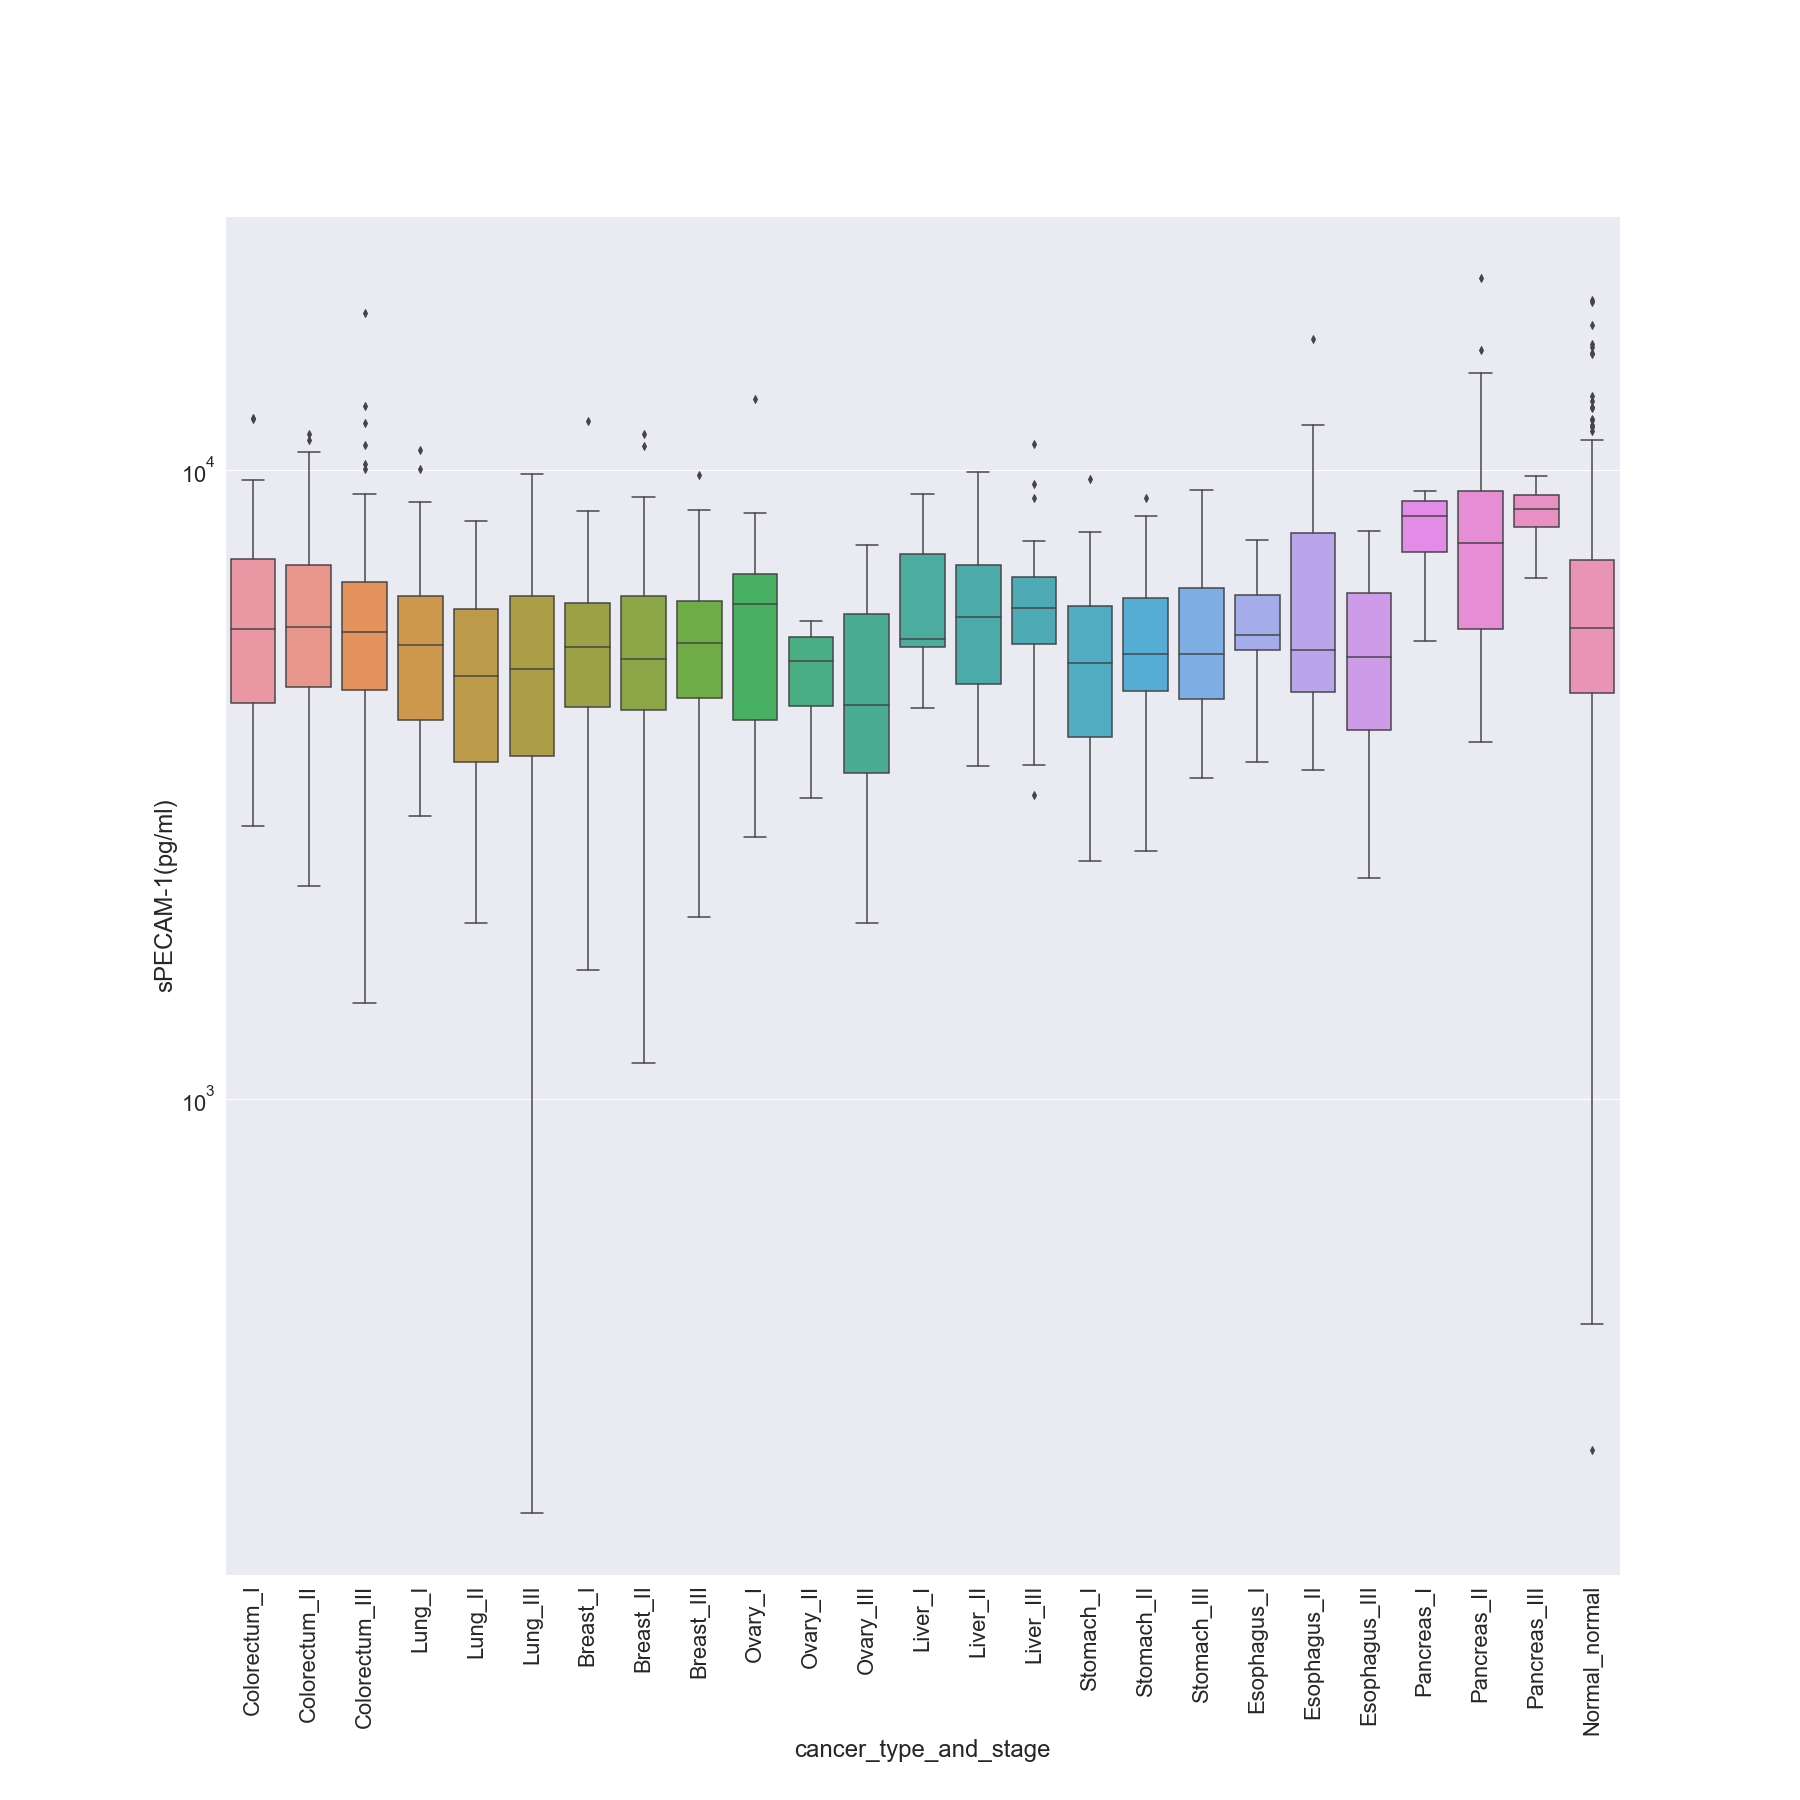 sPECAM-1(pg/ml)
10^4
10^3
Colorectum_I
Colorectum_II
Colorectum_III
Lung_I
Lung_II
Lung_III
Breast_I
Breast_II
Breast_III
Ovary_I
Ovary_II
Ovary_III
Liver_I
Liver_II
Liver_III
Stomach_I
Stomach_II
Stomach_III
Esophagus_I
Esophagus_II
Esophagus_III
Pancreas_I
Pancreas_II
Pancreas_III
Normal_normal
cancer_type_and_stage